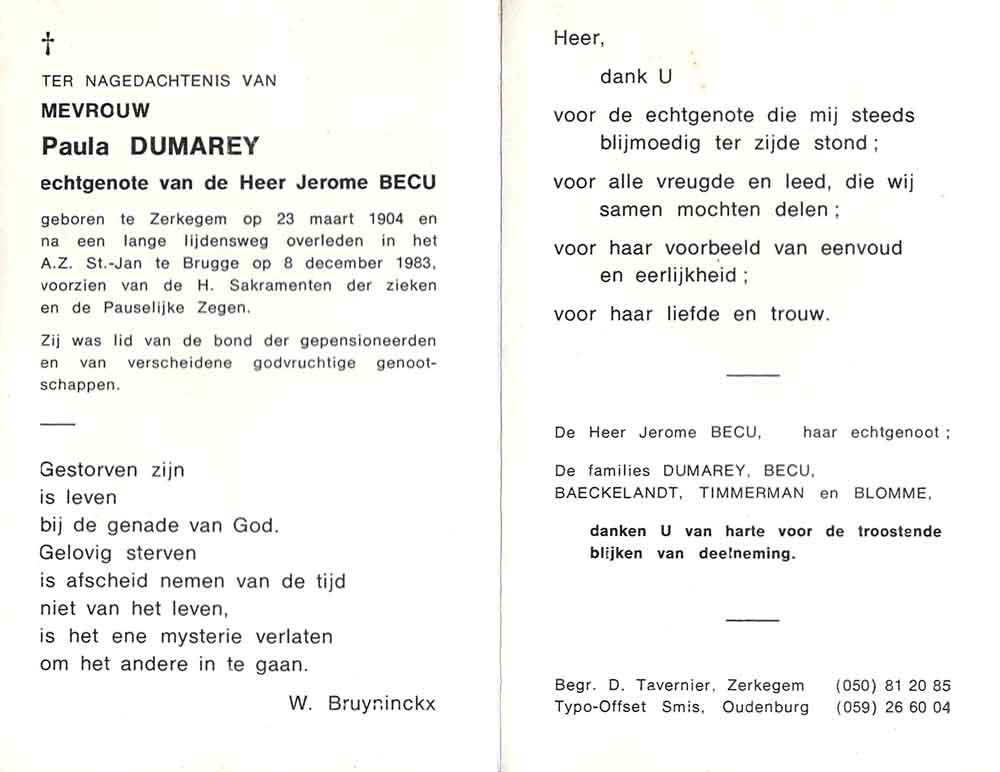 TER NAGEDACHTENIS VAN
MEVROUW
Paula DUMAREY
echtgenote van de Heer Jerome BECU
geboren te Zerkegem op 23 maart 1904 en
na een lange lijdensweg overleden in het
A.Z. St.-Jan te Brugge op 8 december 1983,
voorzien van de H. Sakramenten der zieken
en de Pauselijke Zegen.
Zij was lid van de bond der gepensioneerden
en van verscheidene godvruchtige genoot-
schappen.
Gestorven zijn
is leven
bij de genade van God.
Gelovig sterven
is afscheid nemen van de tijd
niet van het leven,
is het ene mysterie verlaten
om het andere in te gaan.
W. Bruyninckx
Heer,
dank U
voor de echtgenote die mij steeds
blijmoedig ter zijde stond ;
voor alle vreugde en leed, die wij
samen mochten delen ;
voor haar voorbeeld van eenvoud
en eerlijkheid ;
voor haar liefde en trouw.
De Heer Jerome BECU, haar echtgenoot ;
De families DUMAREY, BECU,
BAECKELANDT, TIMMERMAN en BLOMME,
danken U van harte voor de troostende
blijken van deelneming.
Begr. D. Tavernier, Zerkegem (050) 81 20 85
Typo-Offset Smis, Oudenburg (059) 26 60 04